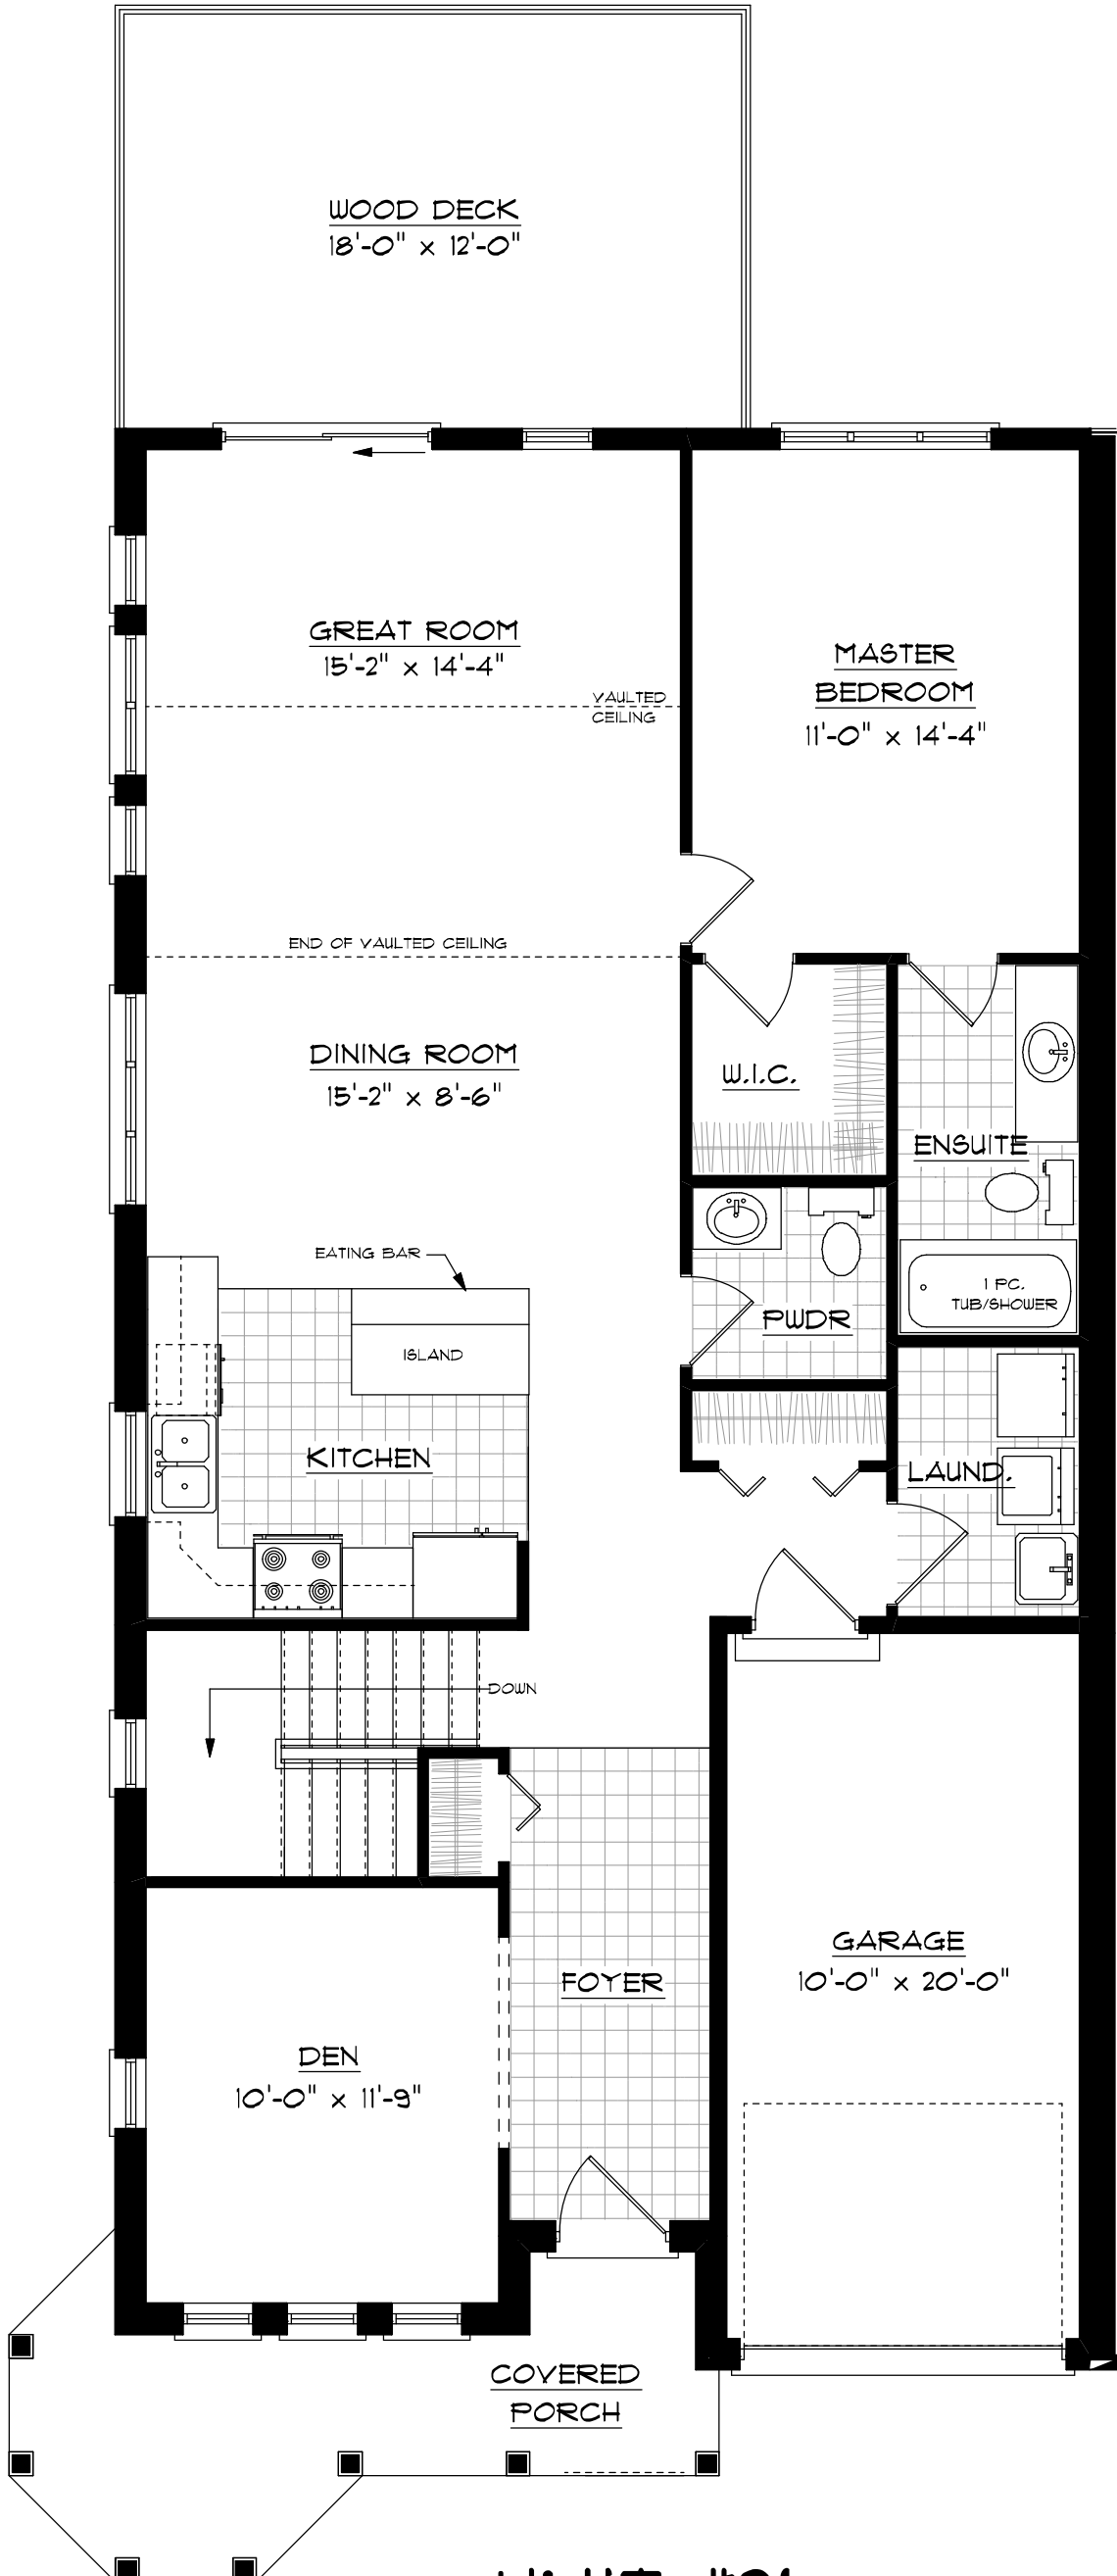 WOOD DECK
18'-0" x 12'-0"
GREAT ROOM
15'-2" x 14'-4"
VAULTED
CEILING
MASTER
BEDROOM
11'-0" x 14'-4"
END OF VAULTED CEILING
DINING ROOM
15'-2" x 8'-6"
W.I.C.
ENSUITE
EATING BAR
1 PC.
TUB/SHOWER
PWDR
ISLAND
KITCHEN
LAUND.
DOWN
GARAGE
10'-0" x 20'-0"
FOYER
DEN
10'-0" x 11'-9"
COVERED
PORCH